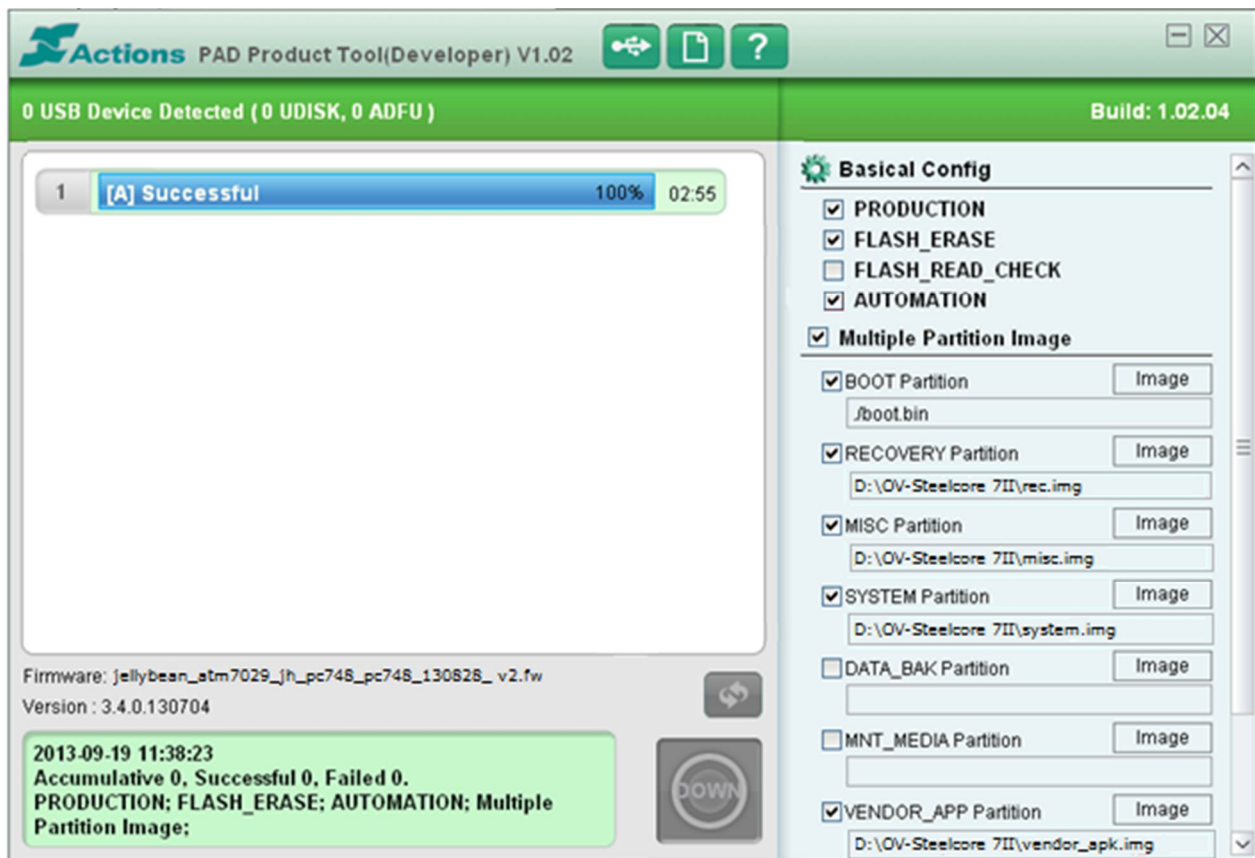 Actions PAD Product Tool(Developer) V1.02
?
0 USB Device Detected ( 0 UDISK, 0 ADFU )
Build: 1.02.04
1 [A] Successful 100% 02:55
Firmware: jellybean_atm7029_jh_pc748_pc748_130828_ v2.fw
Version : 3.4.0.130704
2013-09-19 11:38:23
Accumulative 0, Successful 0, Failed 0.
PRODUCTION; FLASH_ERASE; AUTOMATION; Multiple
Partition Image;
DOWN
Basical Config
PRODUCTION
FLASH_ERASE
FLASH_READ_CHECK
AUTOMATION
Multiple Partition Image
BOOT Partition Image
./boot.bin
RECOVERY Partition Image
D:\OV-Steelcore 7II\rec.img
MISC Partition Image
D:\OV-Steelcore 7II\misc.img
SYSTEM Partition Image
D:\OV-Steelcore 7II\system.img
DATA_BAK Partition Image
MNT_MEDIA Partition Image
VENDOR_APP Partition Image
D:\OV-Steelcore 7II\vendor_apk.img